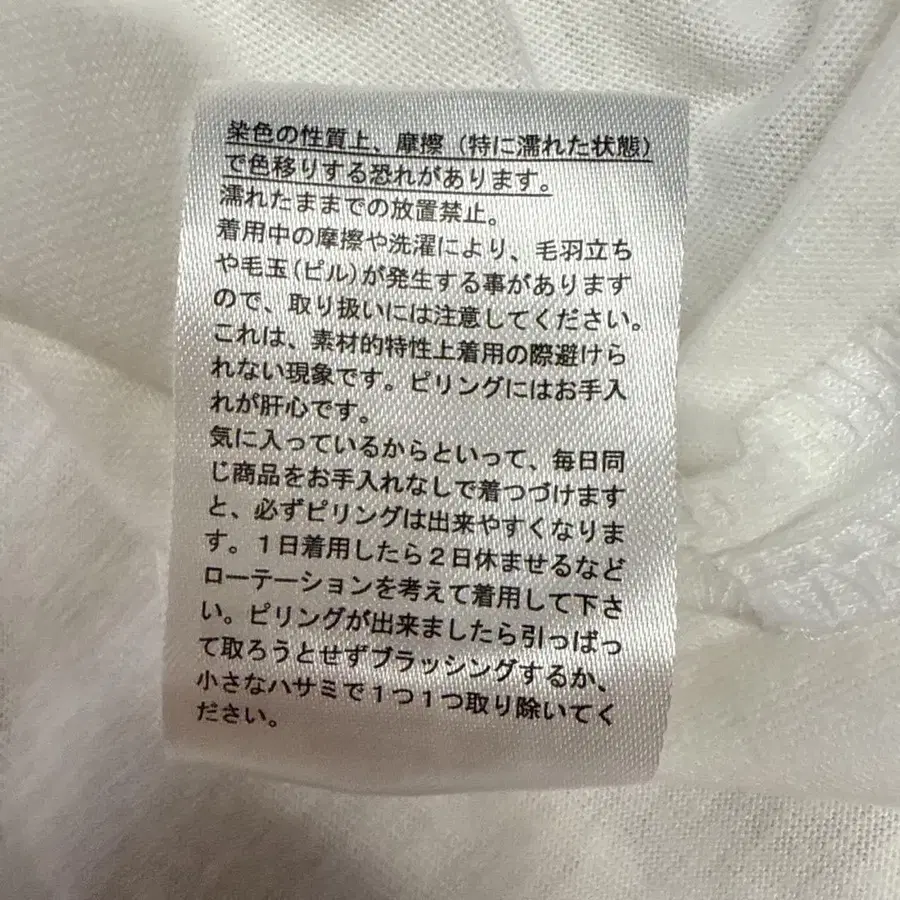 染色の性質上、摩擦（特に濡れた状態）
で色移りする恐れがあります。
濡れたままでの放置禁止。
着用中の摩擦や洗濯により、毛羽立ち
や毛玉(ピル)が発生する事があります
ので、取り扱いには注意してください。
これは、素材的特性上着用の際避けら
れない現象です。ピリングにはお手入
れが肝心です。
気に入っているからといって、毎日同
じ商品をお手入れなしで着つづけます
と、必ずピリングは出来やすくなりま
す。１日着用したら２日休ませるなど
ローテーションを考えて着用して下さ
い。ピリングが出来ましたら引っぱっ
て取ろうとせずブラッシングするか、
小さなハサミで１つ１つ取り除いてく
ださい。